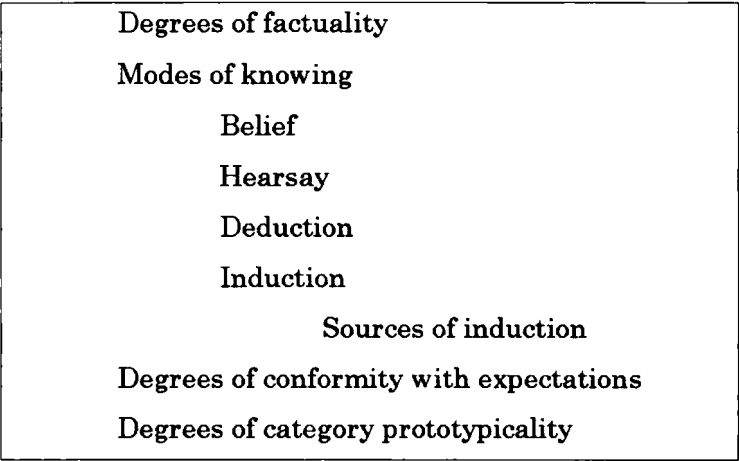 Degrees of factuality
Modes of knowing
Belief
Hearsay
Deduction
Induction
Sources of induction
Degrees of conformity with expectations
Degrees of category prototypicality